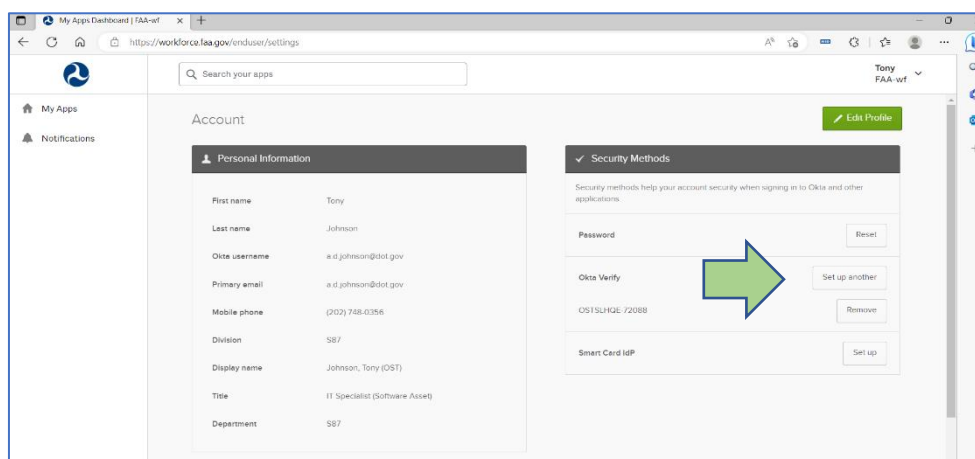 My Apps Dashboard | FAA-wf
https://workforce.faa.gov/enduser/settings
Search your apps
Tony
FAA-wf
My Apps
Notifications
Account
Edit Profile
Personal Information
First name Tony
Last name Johnson
Okta username a.d.johnson@dot.gov
Primary email a.d.johnson@dot.gov
Mobile phone (202) 748-0356
Division S87
Display name Johnson, Tony (OST)
Title IT Specialist (Software Asset)
Department S87
Security Methods
Security methods help your account security when signing in to Okta and other
applications.
Password Reset
Okta Verify Set up another
OSTSLHQE-72088 Remove
Smart Card IdP Set up